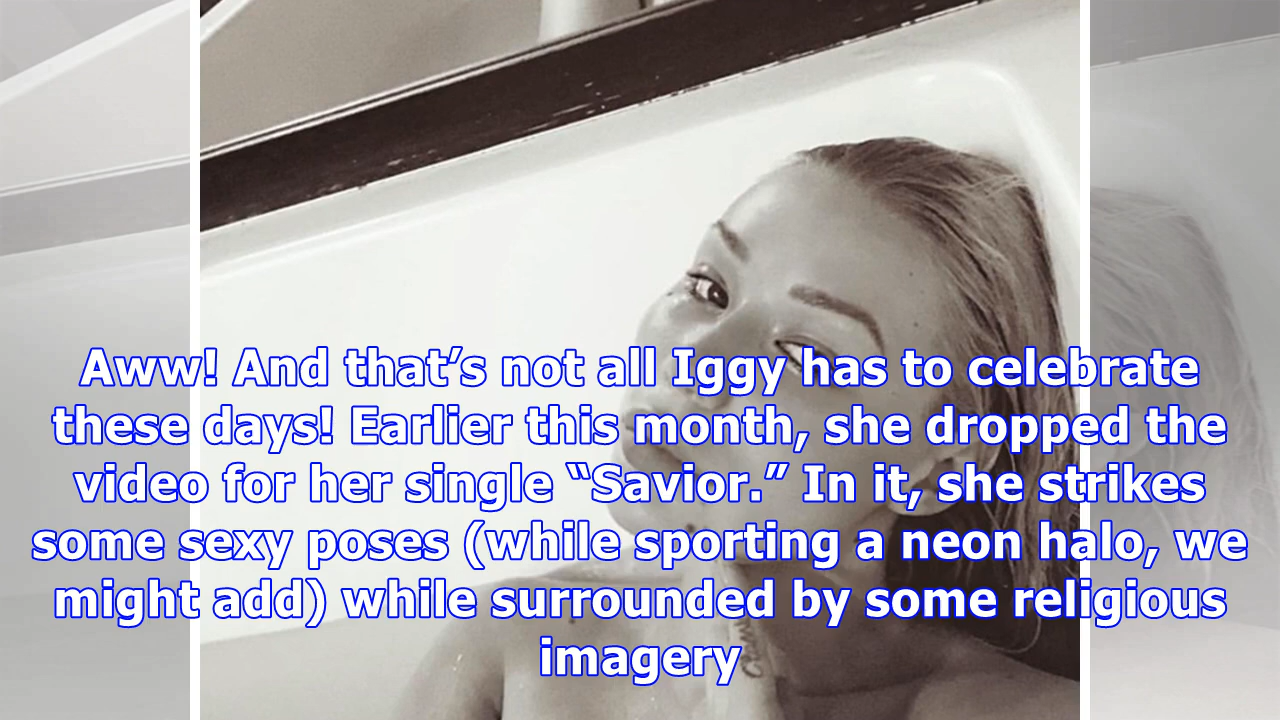 Aww! And that’s not all Iggy has to celebrate
these days! Earlier this month, she dropped the
video for her single “Savior.” In it, she strikes
some sexy poses (while sporting a neon halo, we
might add) while surrounded by some religious
imagery